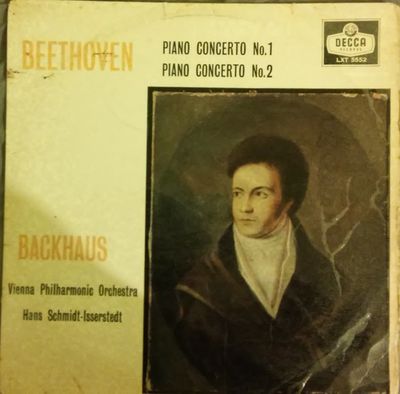 BEETHOVEN
PIANO CONCERTO No.1
PIANO CONCERTO No.2
DECCA
RECORDS
LXT 5552
BACKHAUS
Vienna Philharmonic Orchestra
Hans Schmidt-Isserstedt